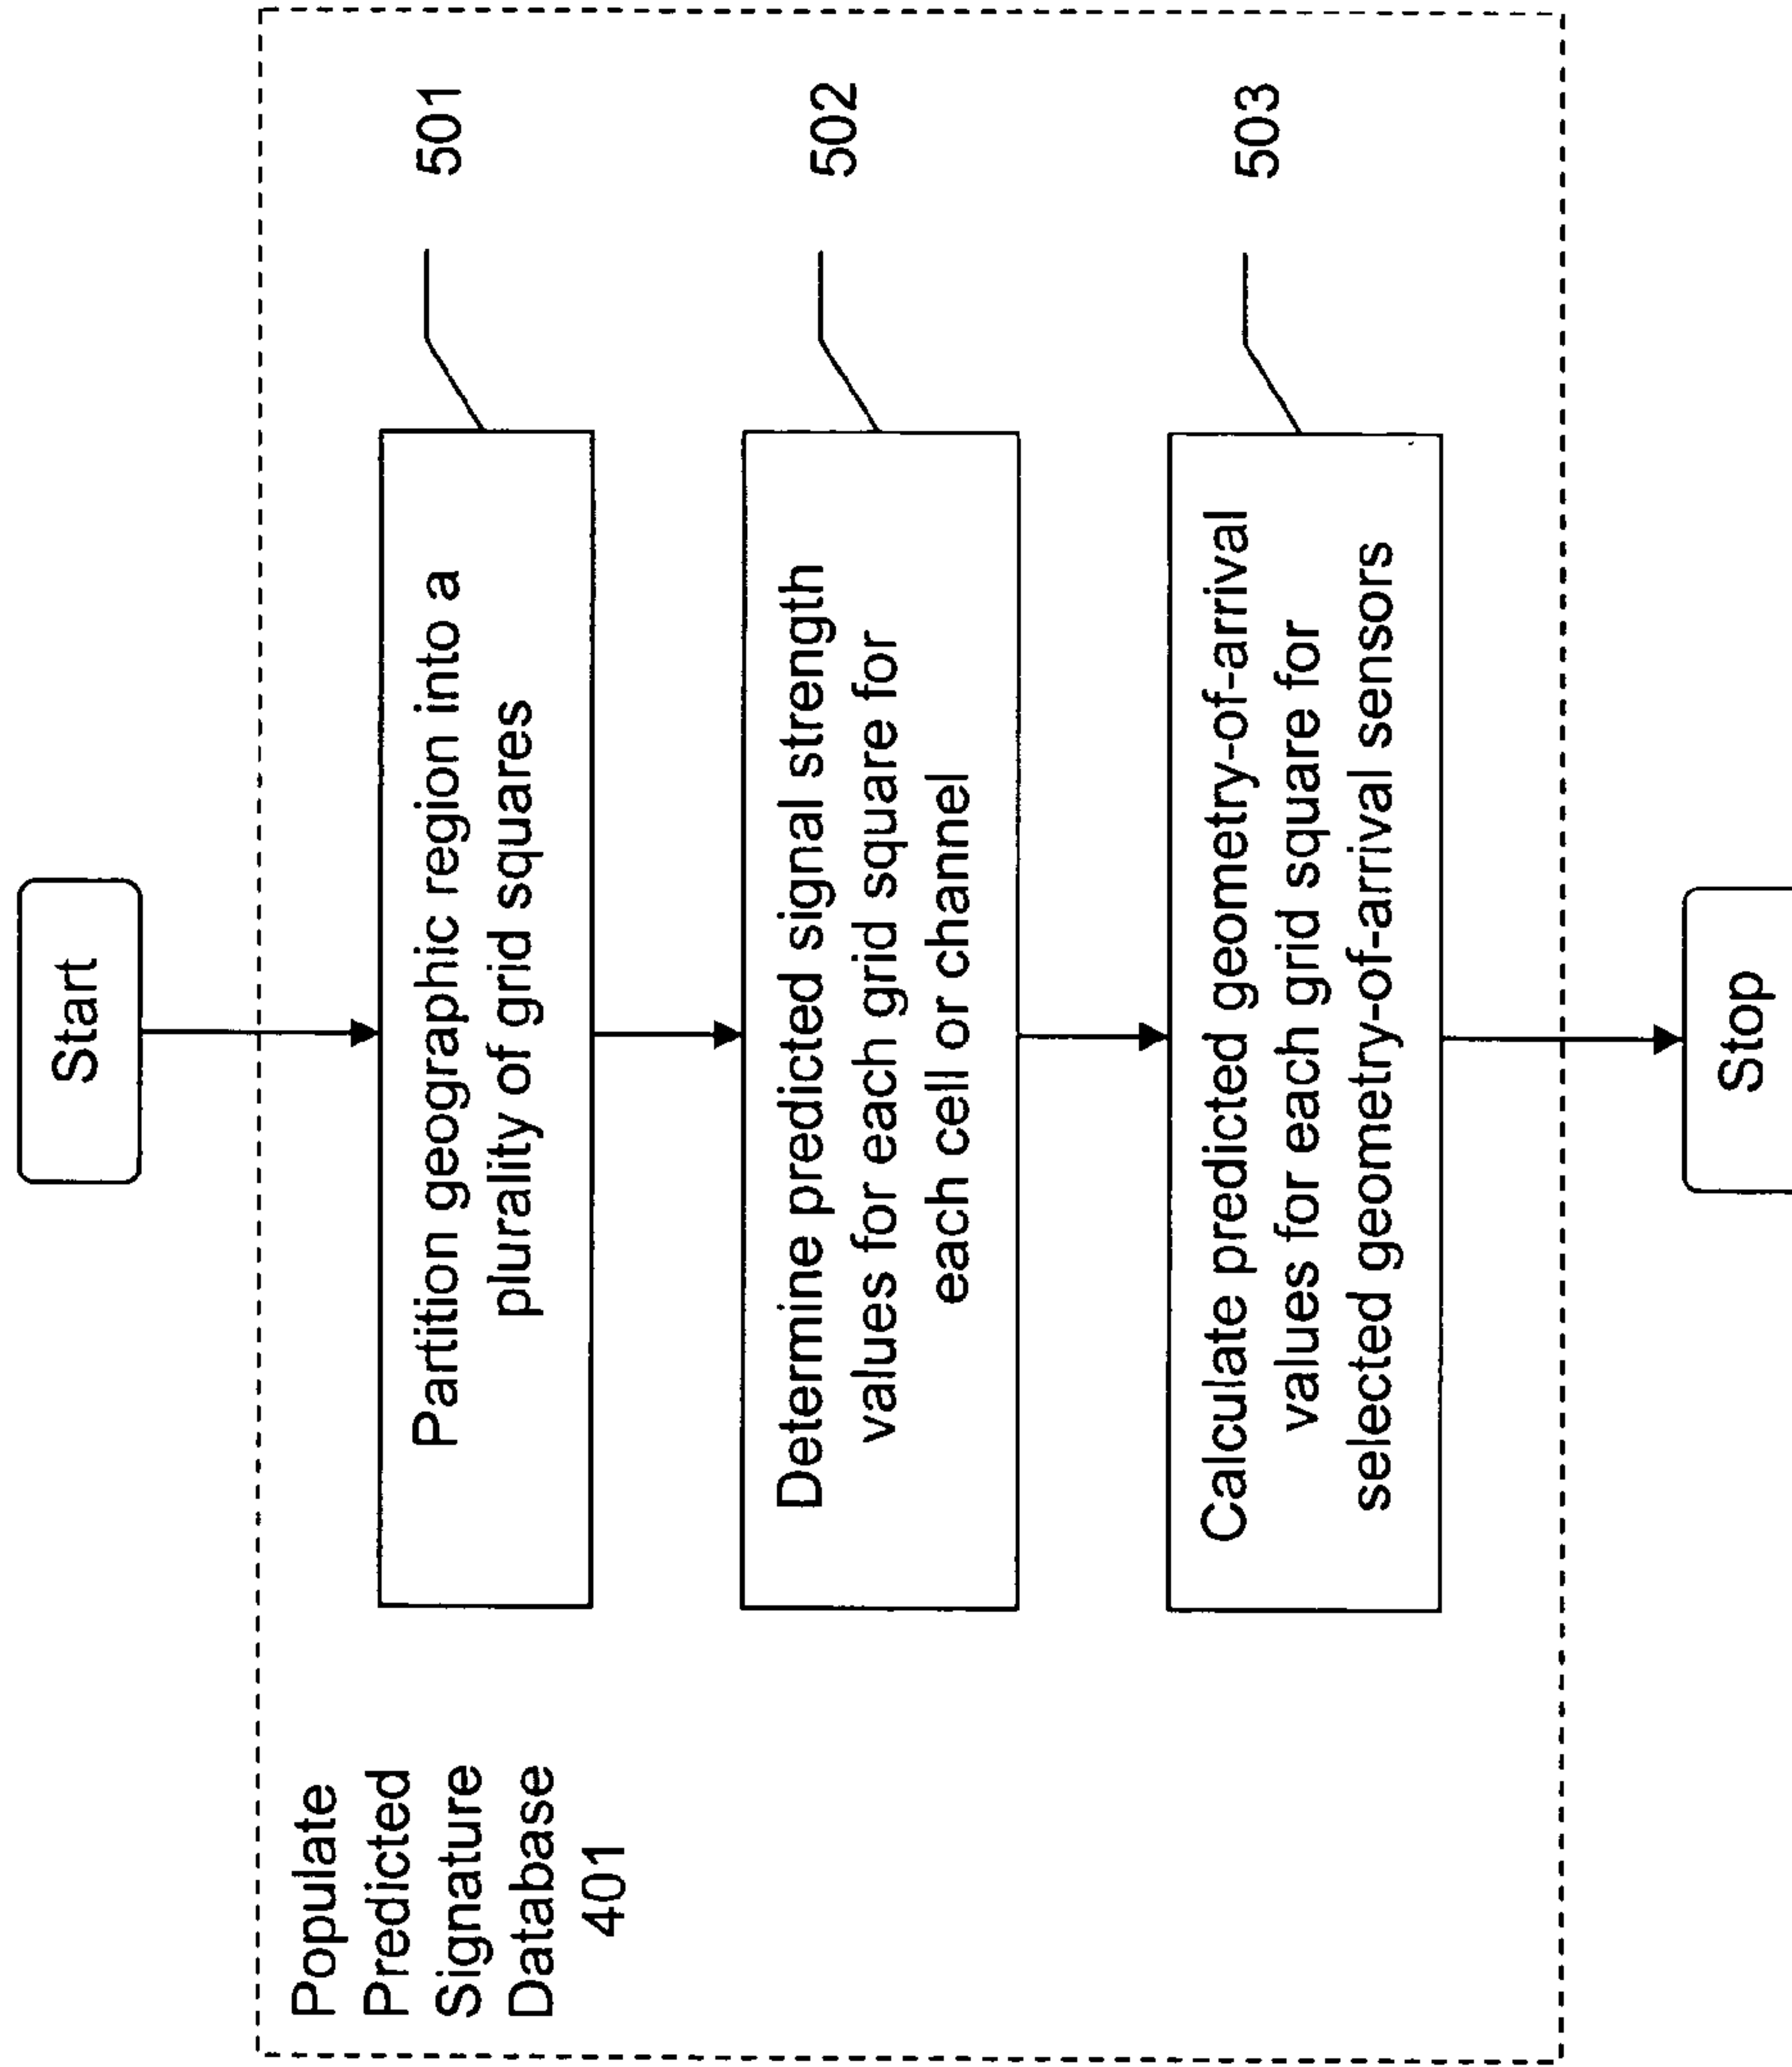 Start
Populate
Predicted
Signature
Database
401
Partition geographic region into a
plurality of grid squares
501
Determine predicted signal strength
values for each grid square for
each cell or channel
502
Calculate predicted geometry-of-arrival
values for each grid square for
selected geometry-of-arrival sensors
503
Stop